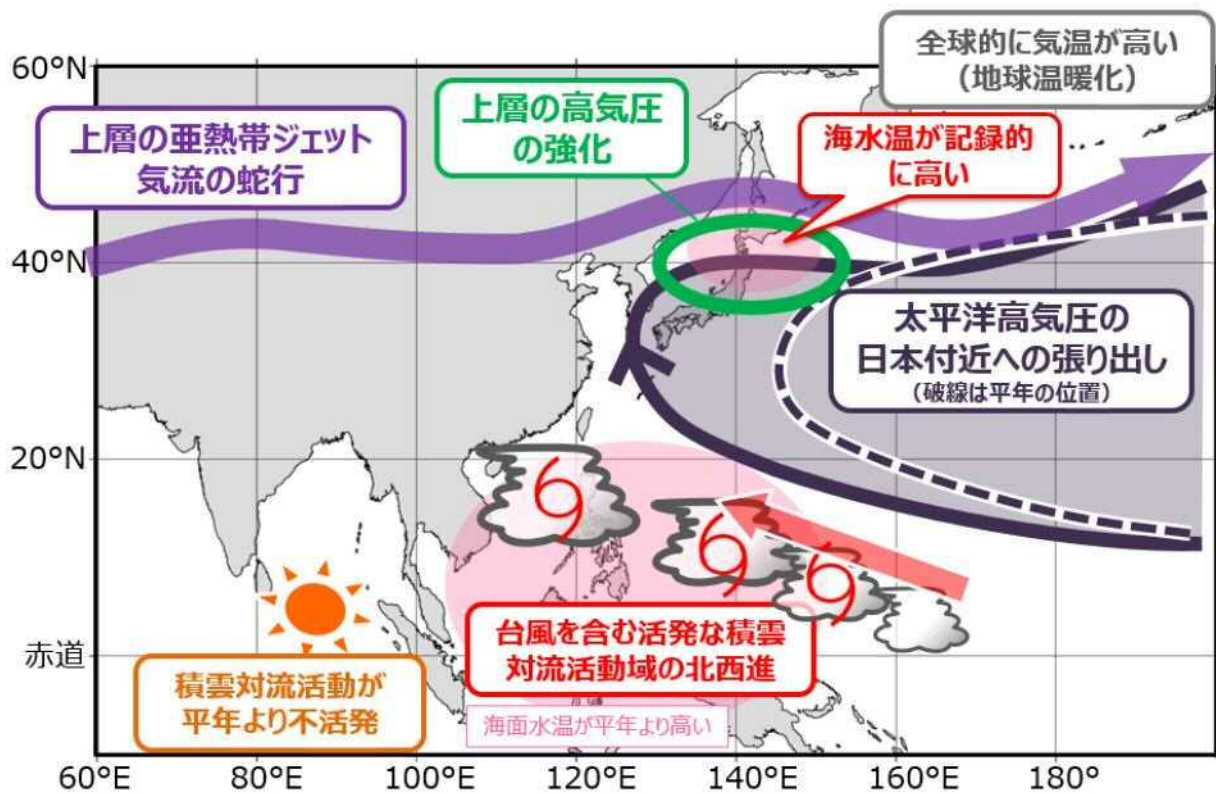 全球的に気温が高い
（地球温暖化）
60°N
上層の亜熱帯ジェット
気流の蛇行
上層の高気圧
の強化
海水温が記録的
に高い
40°N
太平洋高気圧の
日本付近への張り出し
（破線は平年の位置）
20°N
台風を含む活発な積雲
対流活動域の北西進
赤道
積雲対流活動が
平年より不活発
海面水温が平年より高い
60°E
80°E
100°E
120°E
140°E
160°E
180°